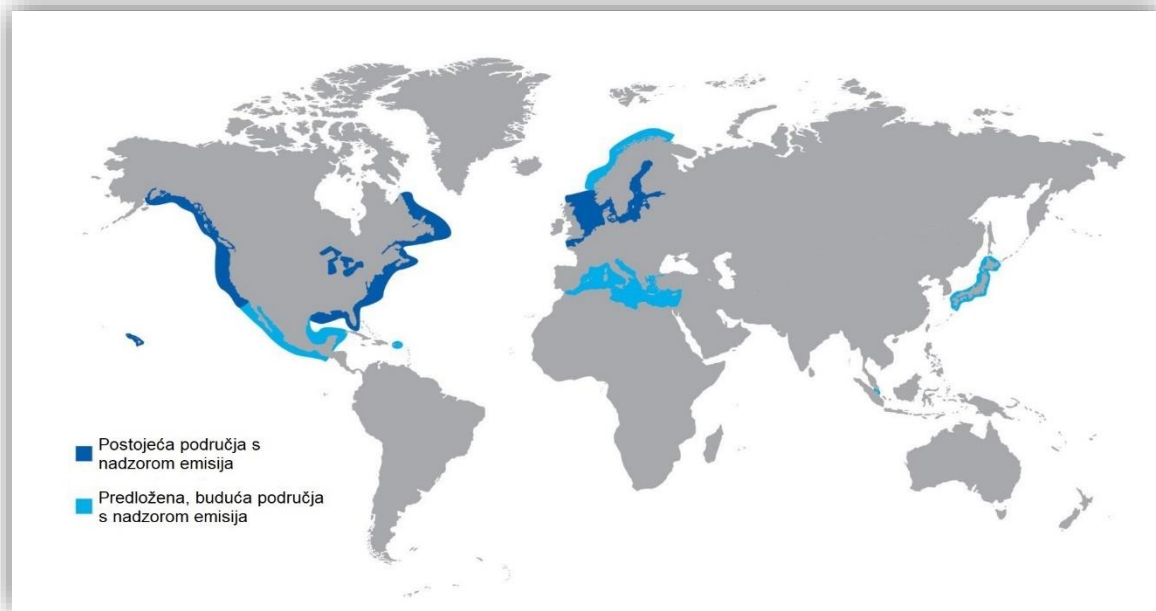 Postojeća područja s
nadzorom emisija
Predložena, buduća područja
s nadzorom emisija